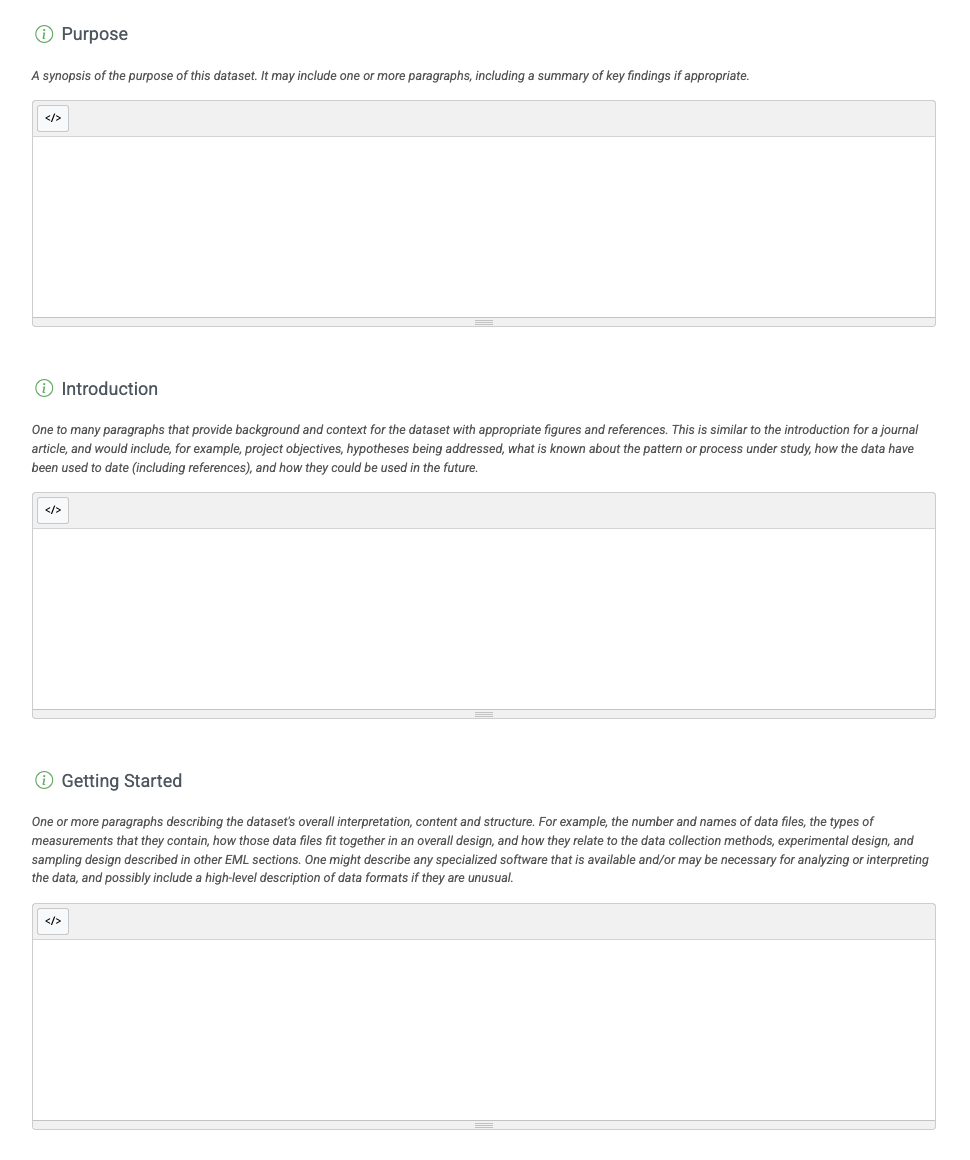 Purpose
A synopsis of the purpose of this dataset. It may include one or more paragraphs, including a summary of key findings if appropriate.
</>
Introduction
One to many paragraphs that provide background and context for the dataset with appropriate figures and references. This is similar to the introduction for a journal
article, and would include, for example, project objectives, hypotheses being addressed, what is known about the pattern or process under study, how the data have
been used to date (including references), and how they could be used in the future.
</>
Getting Started
One or more paragraphs describing the dataset's overall interpretation, content and structure. For example, the number and names of data files, the types of
measurements that they contain, how those data files fit together in an overall design, and how they relate to the data collection methods, experimental design, and
sampling design described in other EML sections. One might describe any specialized software that is available and/or may be necessary for analyzing or interpreting
the data, and possibly include a high-level description of data formats if they are unusual.
</>